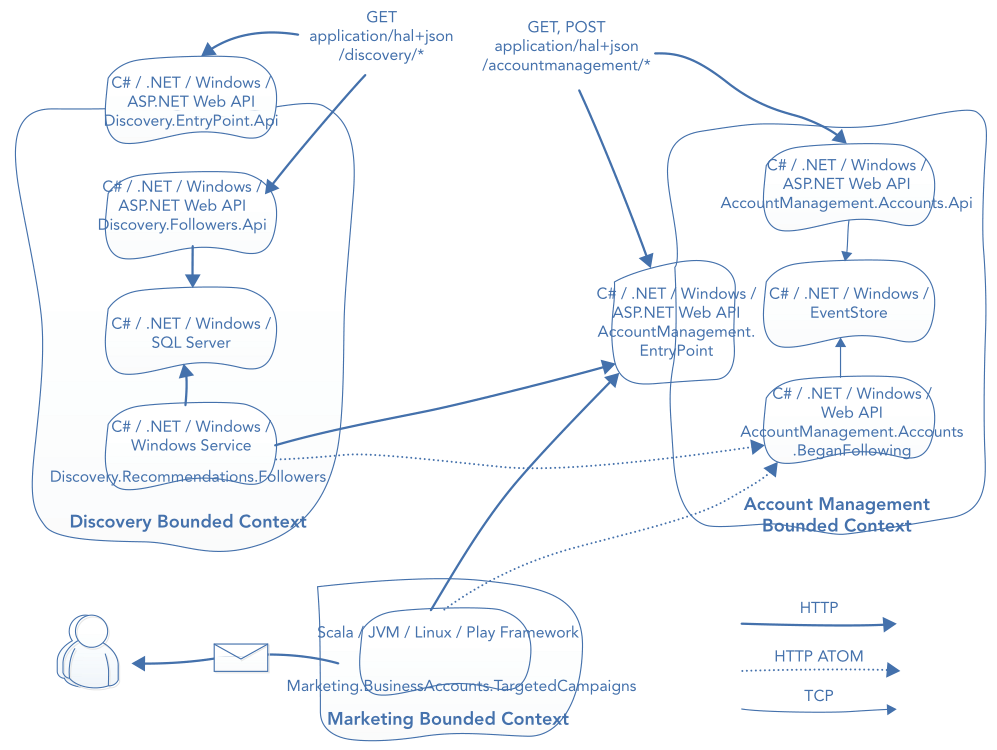 GET
application/hal+json
/discovery/*
GET, POST
application/hal+json
/accountmanagement/*
C# / .NET / Windows /
ASP.NET Web API
Discovery.EntryPoint.Api
C# / .NET / Windows /
ASP.NET Web API
Discovery.Followers.Api
C# / .NET / Windows /
SQL Server
C# / .NET / Windows /
Windows Service
Discovery.Recommendations.Followers
Discovery Bounded Context
C# / .NET / Windows /
ASP.NET Web API
AccountManagement.
EntryPoint
C# / .NET / Windows /
ASP.NET Web API
AccountManagement.Accounts.Api
C# / .NET / Windows /
EventStore
C# / .NET / Windows /
Web API
AccountManagement.Accounts
.BeganFollowing
Account Management
Bounded Context
Scala / JVM / Linux / Play Framework
Marketing.BusinessAccounts.TargetedCampaigns
Marketing Bounded Context
HTTP
HTTP ATOM
TCP